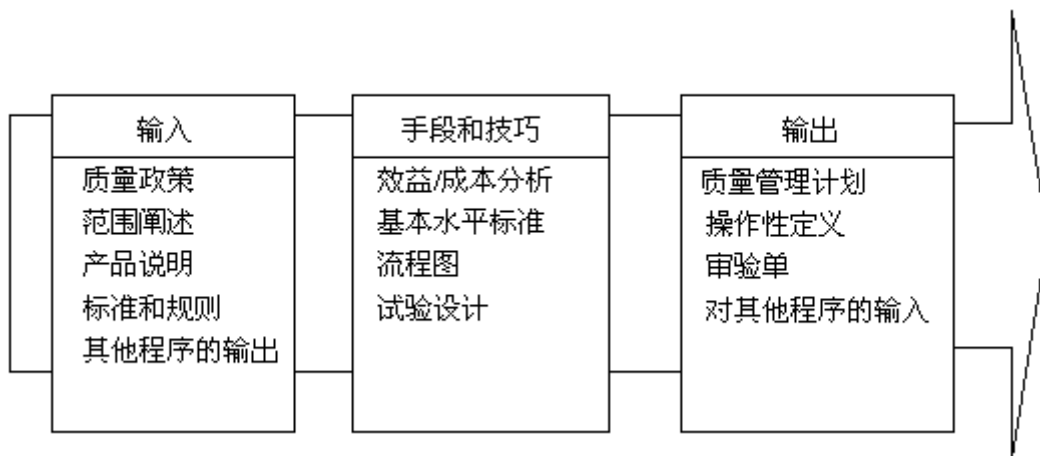 输入
质量政策
范围阐述
产品说明
标准和规则
其他程序的输出
手段和技巧
效益/成本分析
基本水平标准
流程图
试验设计
输出
质量管理计划
操作性定义
审验单
对其他程序的输入